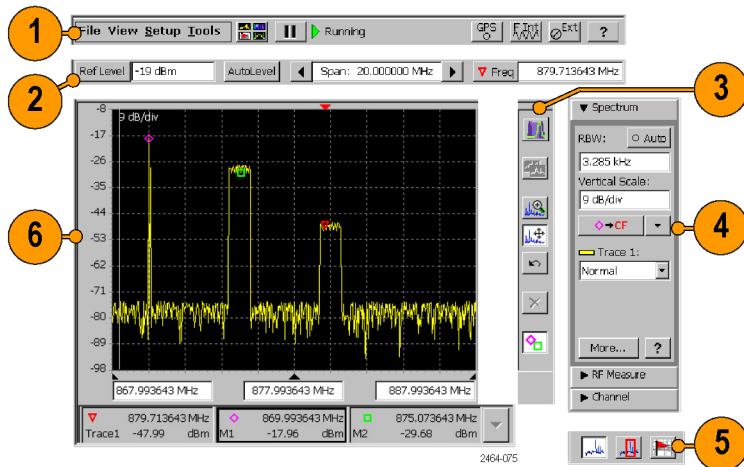 1
File View Setup Tools
Running
GPS
F Int
Ext
?
2
Ref Level -19 dBm
AutoLevel
Span: 20.000000 MHz
Freq
879.713643 MHz
3
6
9 dB/div
-8
-17
-26
-35
-44
-53
-62
-71
-80
-89
-98
867.993643 MHz
877.993643 MHz
887.993643 MHz
879.713643 MHz
Trace1 -47.99 dBm
869.993643 MHz
M1 -17.96 dBm
875.073643 MHz
M2 -29.68 dBm
Spectrum
RBW: Auto
3.285 kHz
Vertical Scale:
9 dB/div
CF
4
Trace 1:
Normal
More... ?
RF Measure
Channel
5
2464-075